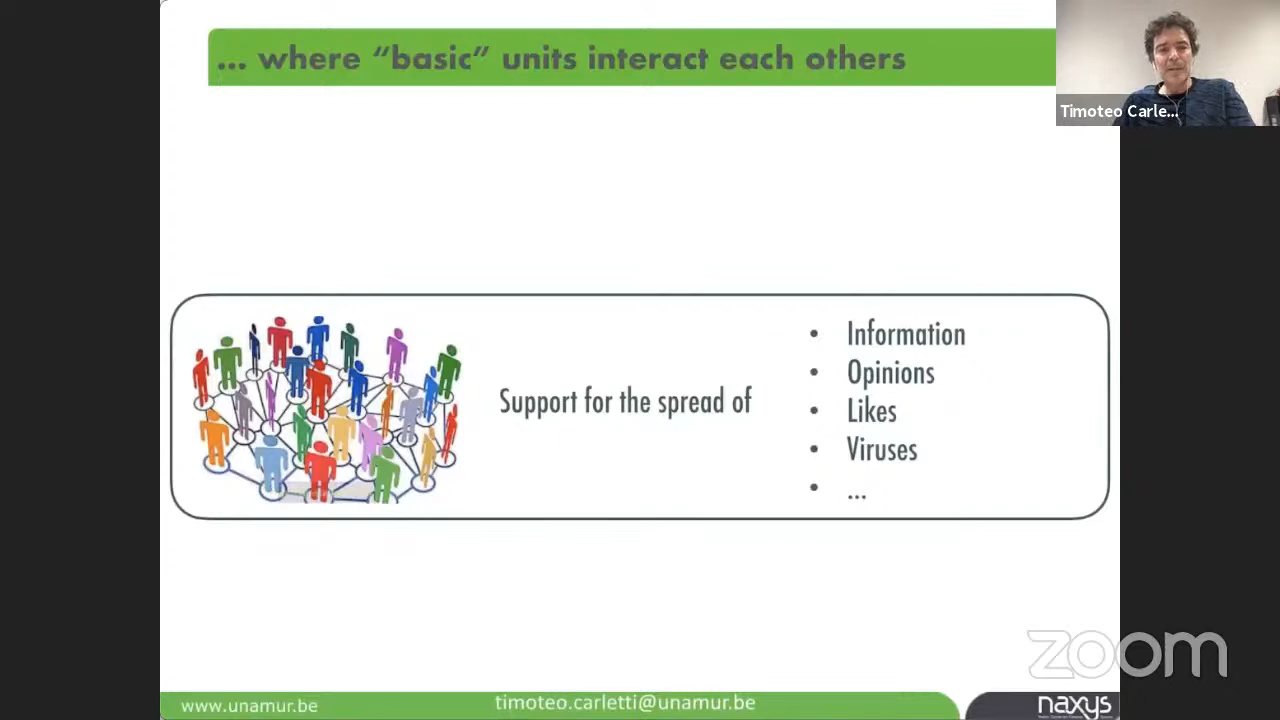 ... where “basic” units interact each others
Timoteo Carle...
Support for the spread of
• Information
• Opinions
• Likes
• Viruses
• ...
zoom
www.unamur.be
timoteo.carletti@unamur.be
naxys